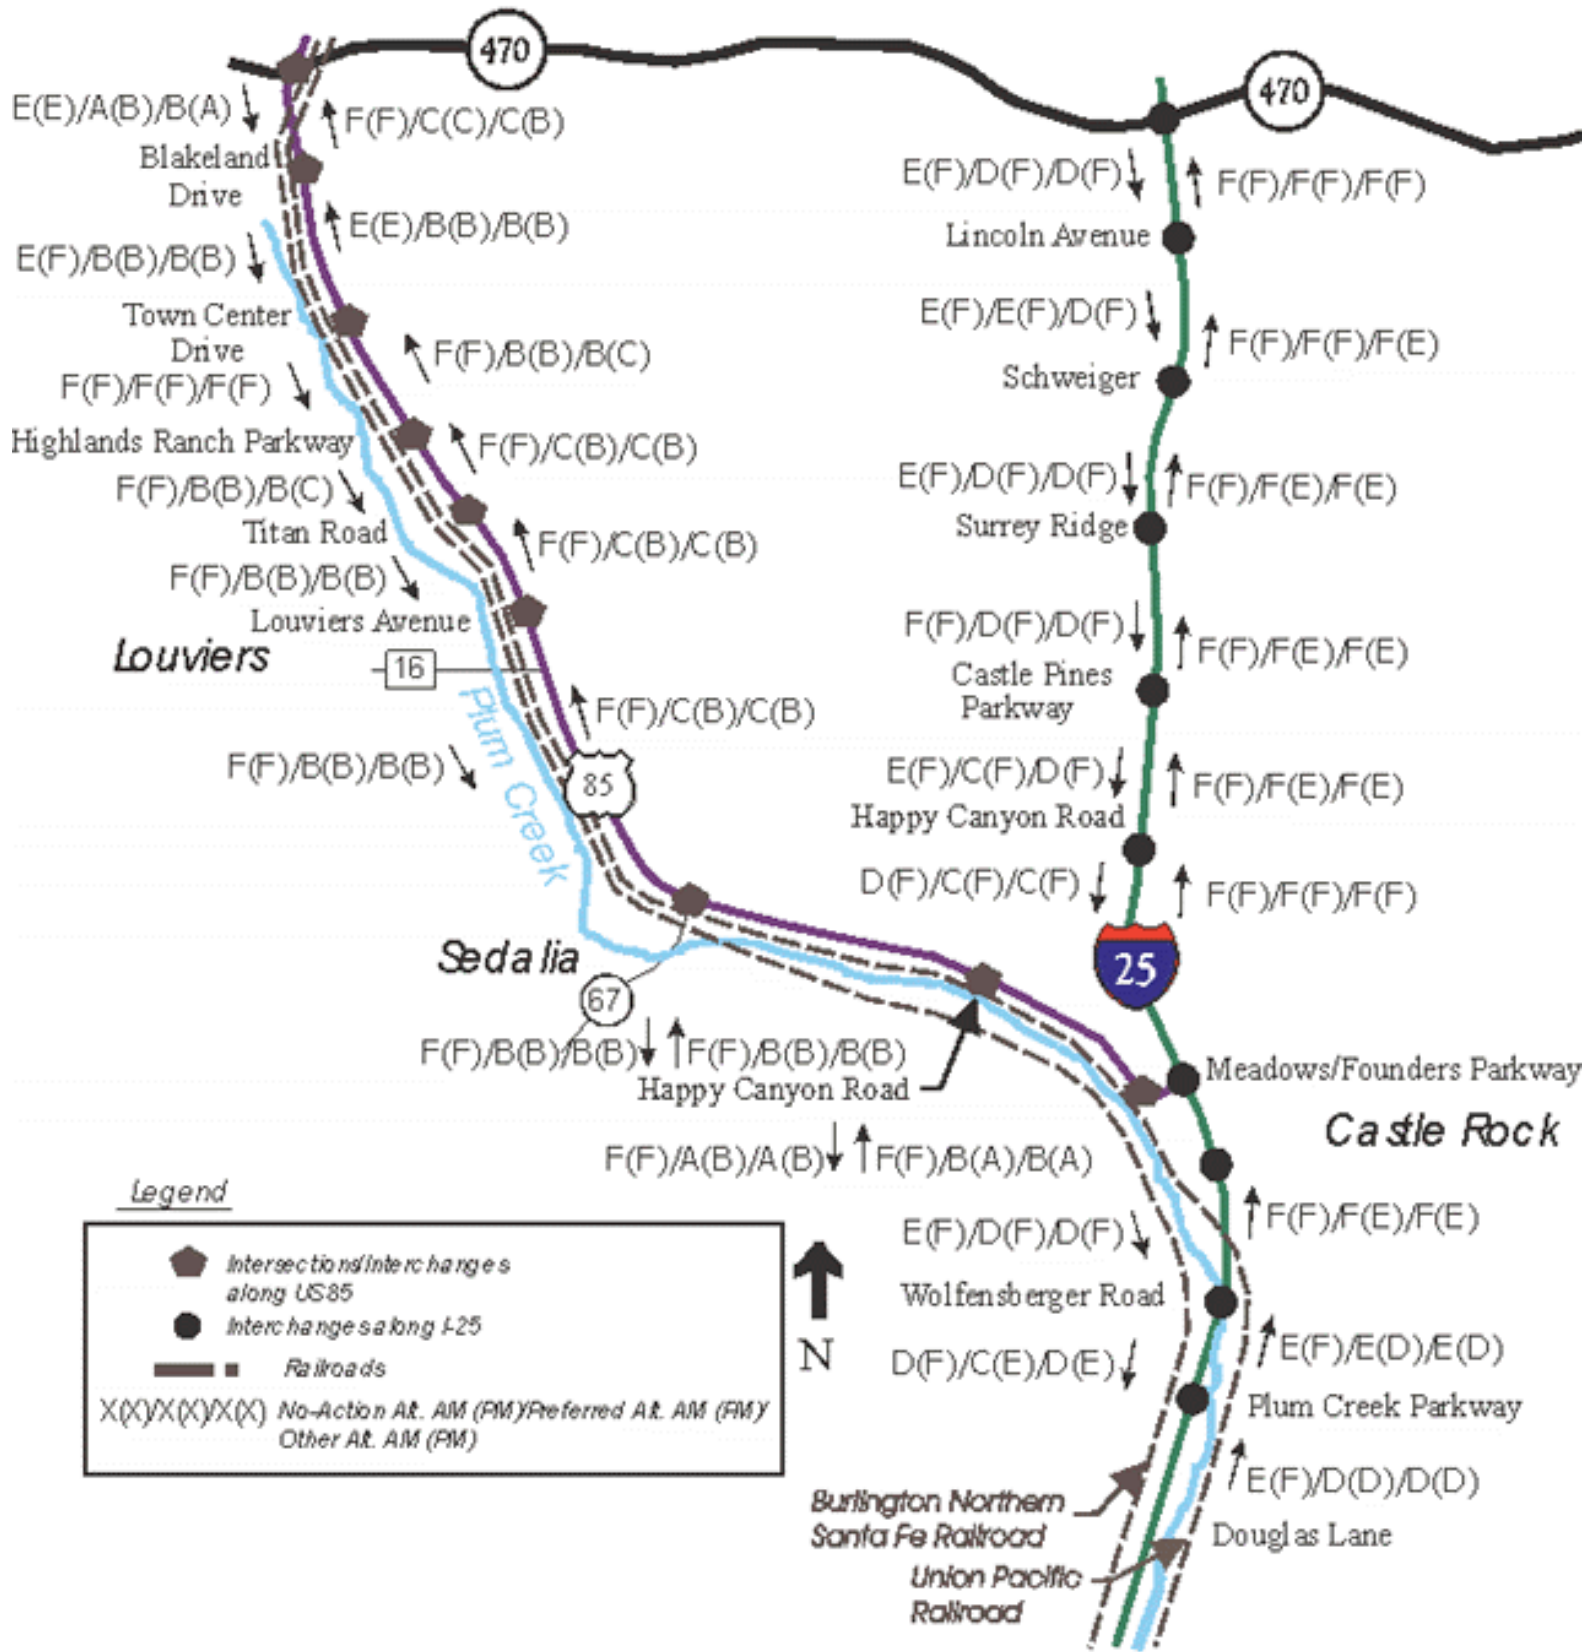 470
470
E(E)/A(B)/B(A)
F(F)/C(C)/C(B)
Blakeland
Drive
E(E)/B(B)/B(B)
E(F)/B(B)/B(B)
Town Center
Drive
F(F)/B(B)/B(C)
F(F)/F(F)/F(F)
Highlands Ranch Parkway
F(F)/C(B)/C(B)
F(F)/B(B)/B(C)
Titan Road
F(F)/C(B)/C(B)
F(F)/B(B)/B(B)
Louviers Avenue
Louviers
16
Plum Creek
F(F)/C(B)/C(B)
F(F)/B(B)/B(B)
85
Sedalia
67
F(F)/B(B)/B(B)
F(F)/B(B)/B(B)
Happy Canyon Road
F(F)/A(B)/A(B)
F(F)/B(A)/B(A)
E(F)/D(F)/D(F)
F(F)/F(F)/F(F)
Lincoln Avenue
E(F)/E(F)/D(F)
F(F)/F(F)/F(E)
Schweiger
E(F)/D(F)/D(F)
F(F)/F(E)/F(E)
Surrey Ridge
F(F)/D(F)/D(F)
F(F)/F(E)/F(E)
Castle Pines
Parkway
E(F)/C(F)/D(F)
F(F)/F(E)/F(E)
Happy Canyon Road
D(F)/C(F)/C(F)
F(F)/F(F)/F(F)
25
Meadows/Founders Parkway
Castle Rock
E(F)/D(F)/D(F)
F(F)/F(E)/F(E)
Wolfensberger Road
D(F)/C(E)/D(E)
E(F)/E(D)/E(D)
Plum Creek Parkway
E(F)/D(D)/D(D)
Douglas Lane
Burlington Northern
Santa Fe Railroad
Union Pacific
Railroad
N
Legend
Intersections/Interchanges
along US85
Interchanges along I-25
Railroads
X(X)/X(X)/X(X) No-Action Alt. AM (PM)/Preferred Alt. AM (PM)/
Other Alt. AM (PM)